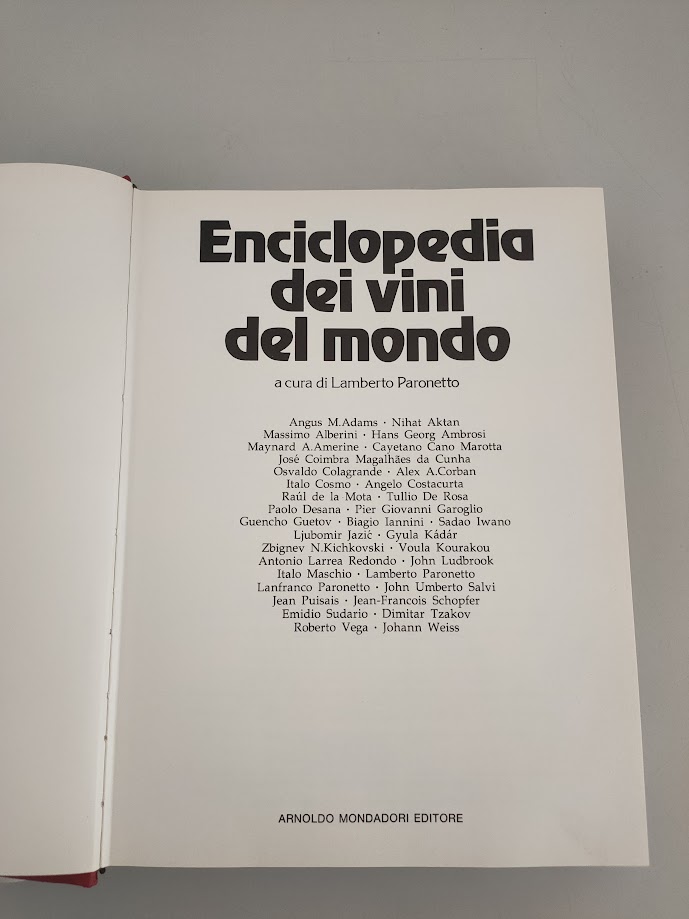 Enciclopedia
dei vini
del mondo
a cura di Lamberto Paronetto
Angus M.Adams · Nihat Aktan
Massimo Alberini · Hans Georg Ambrosi
Maynard A.Amerine · Cayetano Cano Marotta
José Coimbra Magalhães da Cunha
Osvaldo Colagrande · Alex A.Corban
Italo Cosmo · Angelo Costacurta
Raúl de la Mota · Tullio De Rosa
Paolo Desana · Pier Giovanni Garoglio
Guencho Guetov · Biagio Iannini · Sadao Iwano
Ljubomir Jazić · Gyula Kádár
Zbignev N.Kichkovski · Voula Kourakou
Antonio Larrea Redondo · John Ludbrook
Italo Maschio · Lamberto Paronetto
Lanfranco Paronetto · John Umberto Salvi
Jean Puisais · Jean-Francois Schopfer
Emidio Sudario · Dimitar Tzakov
Roberto Vega · Johann Weiss
ARNOLDO MONDADORI EDITORE